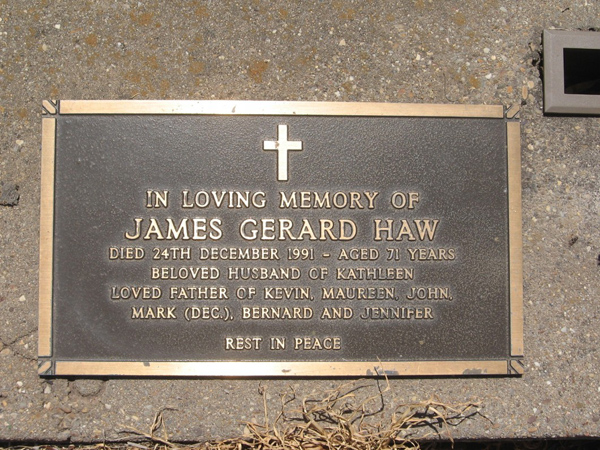 IN LOVING MEMORY OF
JAMES GERARD HAW
DIED 24TH DECEMBER 1991 - AGED 71 YEARS
BELOVED HUSBAND OF KATHLEEN
LOVED FATHER OF KEVIN, MAUREEN, JOHN,
MARK (DEC.), BERNARD AND JENNIFER
REST IN PEACE